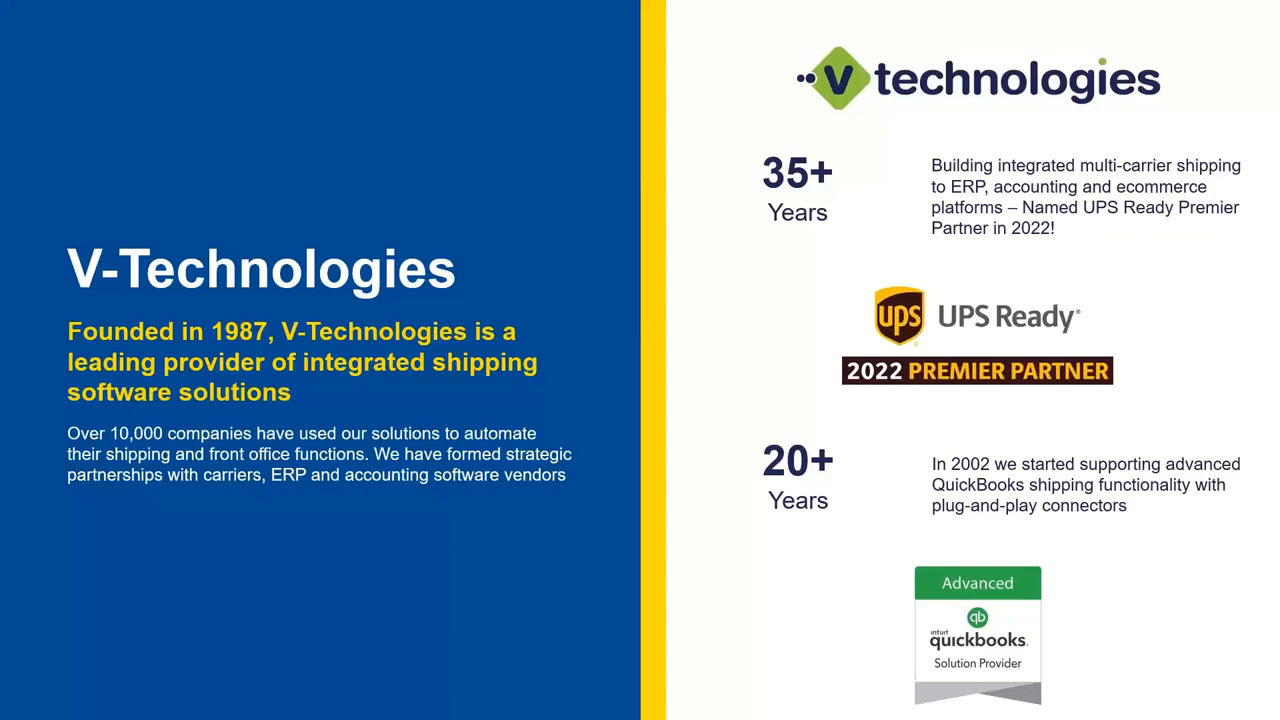 V-Technologies
Founded in 1987, V-Technologies is a
leading provider of integrated shipping
software solutions
Over 10,000 companies have used our solutions to automate
their shipping and front office functions. We have formed strategic
partnerships with carriers, ERP and accounting software vendors
V technologies
35+
Years
Building integrated multi-carrier shipping
to ERP, accounting and ecommerce
platforms – Named UPS Ready Premier
Partner in 2022!
ups
UPS Ready®
2022 PREMIER PARTNER
20+
Years
In 2002 we started supporting advanced
QuickBooks shipping functionality with
plug-and-play connectors
Advanced
qb
intuit
quickbooks.
Solution Provider